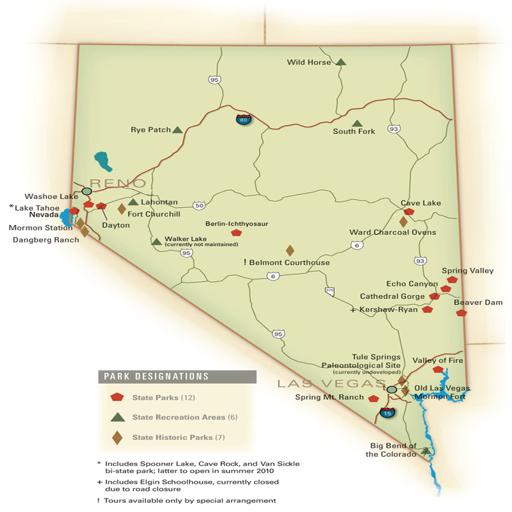 Wild Horse
95
80
Rye Patch
South Fork
93
RENO
Washoe Lake
*Lake Tahoe
Nevada
Mormon Station
Dangberg Ranch
Lahontan
Fort Churchill
Dayton
50
Cave Lake
Berlin-Ichthyosaur
Ward Charcoal Ovens
Walker Lake
(currently not maintained)
95
6
! Belmont Courthouse
6
93
Spring Valley
Echo Canyon
Cathedral Gorge
Beaver Dam
+ Kershaw-Ryan
95
Tule Springs
Paleontological Site
(currently undeveloped)
Valley of Fire
LAS VEGAS
Old Las Vegas
Mormon Fort
Spring Mt. Ranch
15
Big Bend of
the Colorado
PARK DESIGNATIONS
State Parks (12)
State Recreation Areas (6)
State Historic Parks (7)
* Includes Spooner Lake, Cave Rock, and Van Sickle
bi-state park; latter to open in summer 2010
+ Includes Elgin Schoolhouse, currently closed
due to road closure
! Tours available only by special arrangement